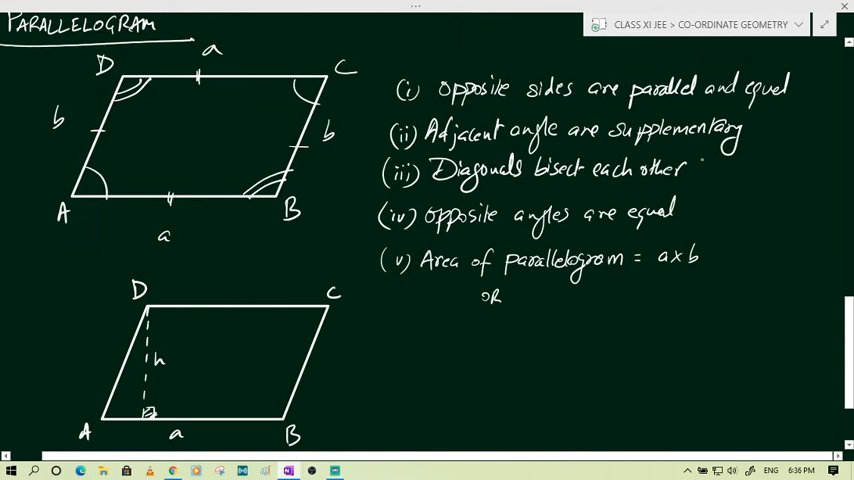 CLASS XI JEE > CO-ORDINATE GEOMETRY
PARALLELOGRAM
a
D
C
b
b
A
B
a
(i) opposite sides are parallel and equal
(ii) Adjacent angle are supplementary
(iii) Diagonals bisect each other
(iv) opposite angles are equal
(v) Area of parallelogram = a×b
OR
D
C
h
A
a
B
ENG
6:36 PM